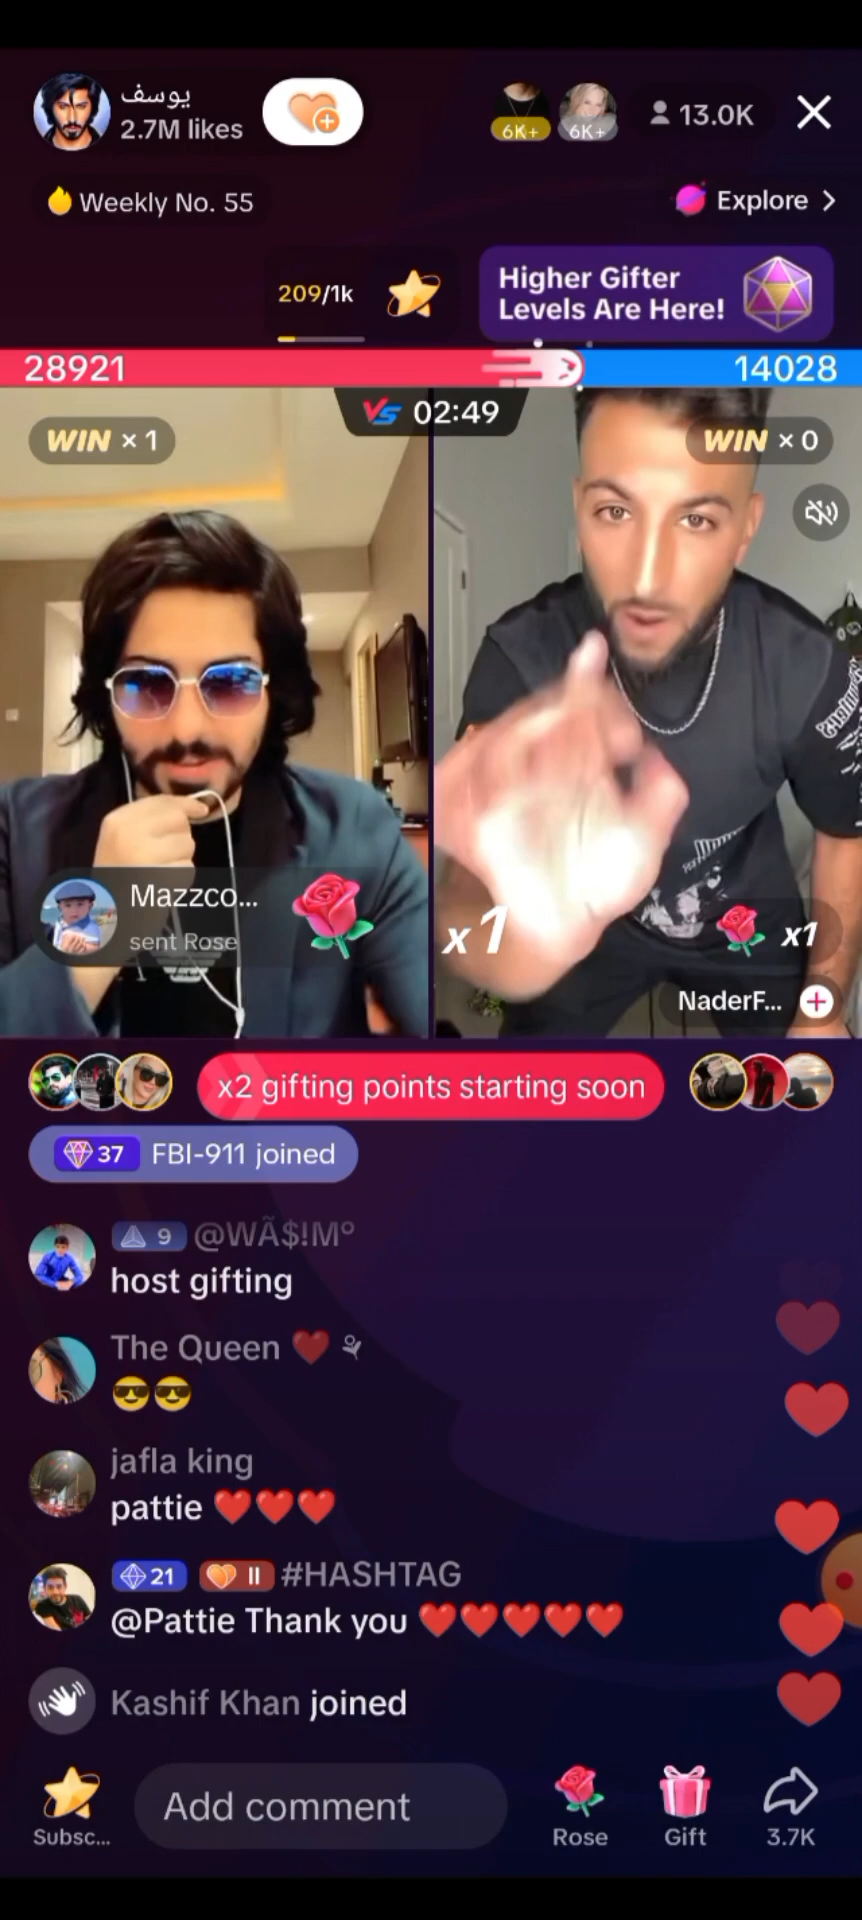 يوسف
2.7M likes
6K+
6K+
13.0K
Weekly No. 55
Explore
209/1k
Higher Gifter
Levels Are Here!
28921
14028
VS 02:49
WIN × 1
WIN × 0
Mazzco...
sent Rose
x1
x1
NaderF...
x2 gifting points starting soon
37 FBI-911 joined
9 @WÃ$!Mº
host gifting
The Queen ❤️
😎😎
jafla king
pattie ❤️❤️❤️
21 II #HASHTAG
@Pattie Thank you ❤️❤️❤️❤️❤️
Kashif Khan joined
Add comment
Subsc...
Rose
Gift
3.7K